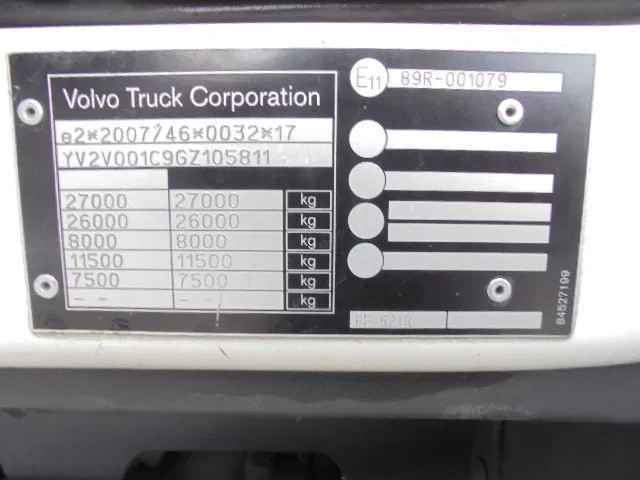 Volvo Truck Corporation
e2*2007/46*0032*17
YV2V001C9GZ105811
27000 27000 kg
26000 26000 kg
8000 8000 kg
11500 11500 kg
7500 7500 kg
- - - - kg
E11 89R-001079
84527199